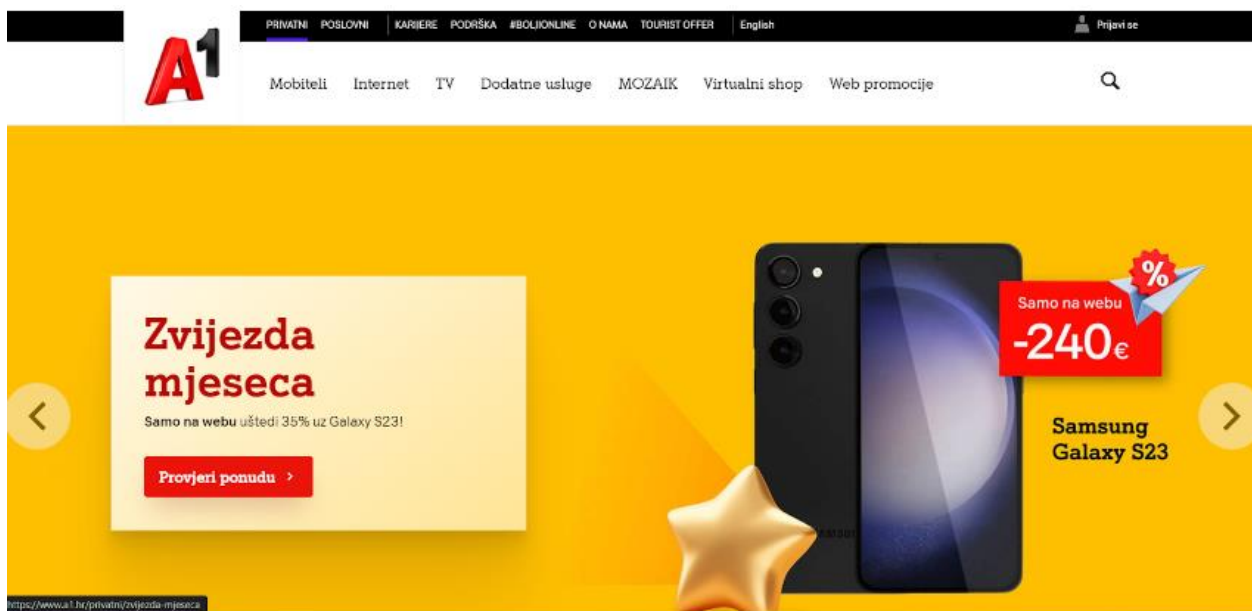 PRIVATNI POSLOVNI KARIJERE PODRŠKA #BOLJIONLINE O NAMA TOURIST OFFER English Prijavi se
A1
Mobiteli Internet TV Dodatne usluge MOZAIK Virtualni shop Web promocije
%
Samo na webu
-240€
Zvijezda
mjeseca
Samo na webu uštedi 35% uz Galaxy S23!
Provjeri ponudu >
Samsung
Galaxy S23
SAMSUNG
https://www.a1.hr/privatni/zvijezda-mjeseca